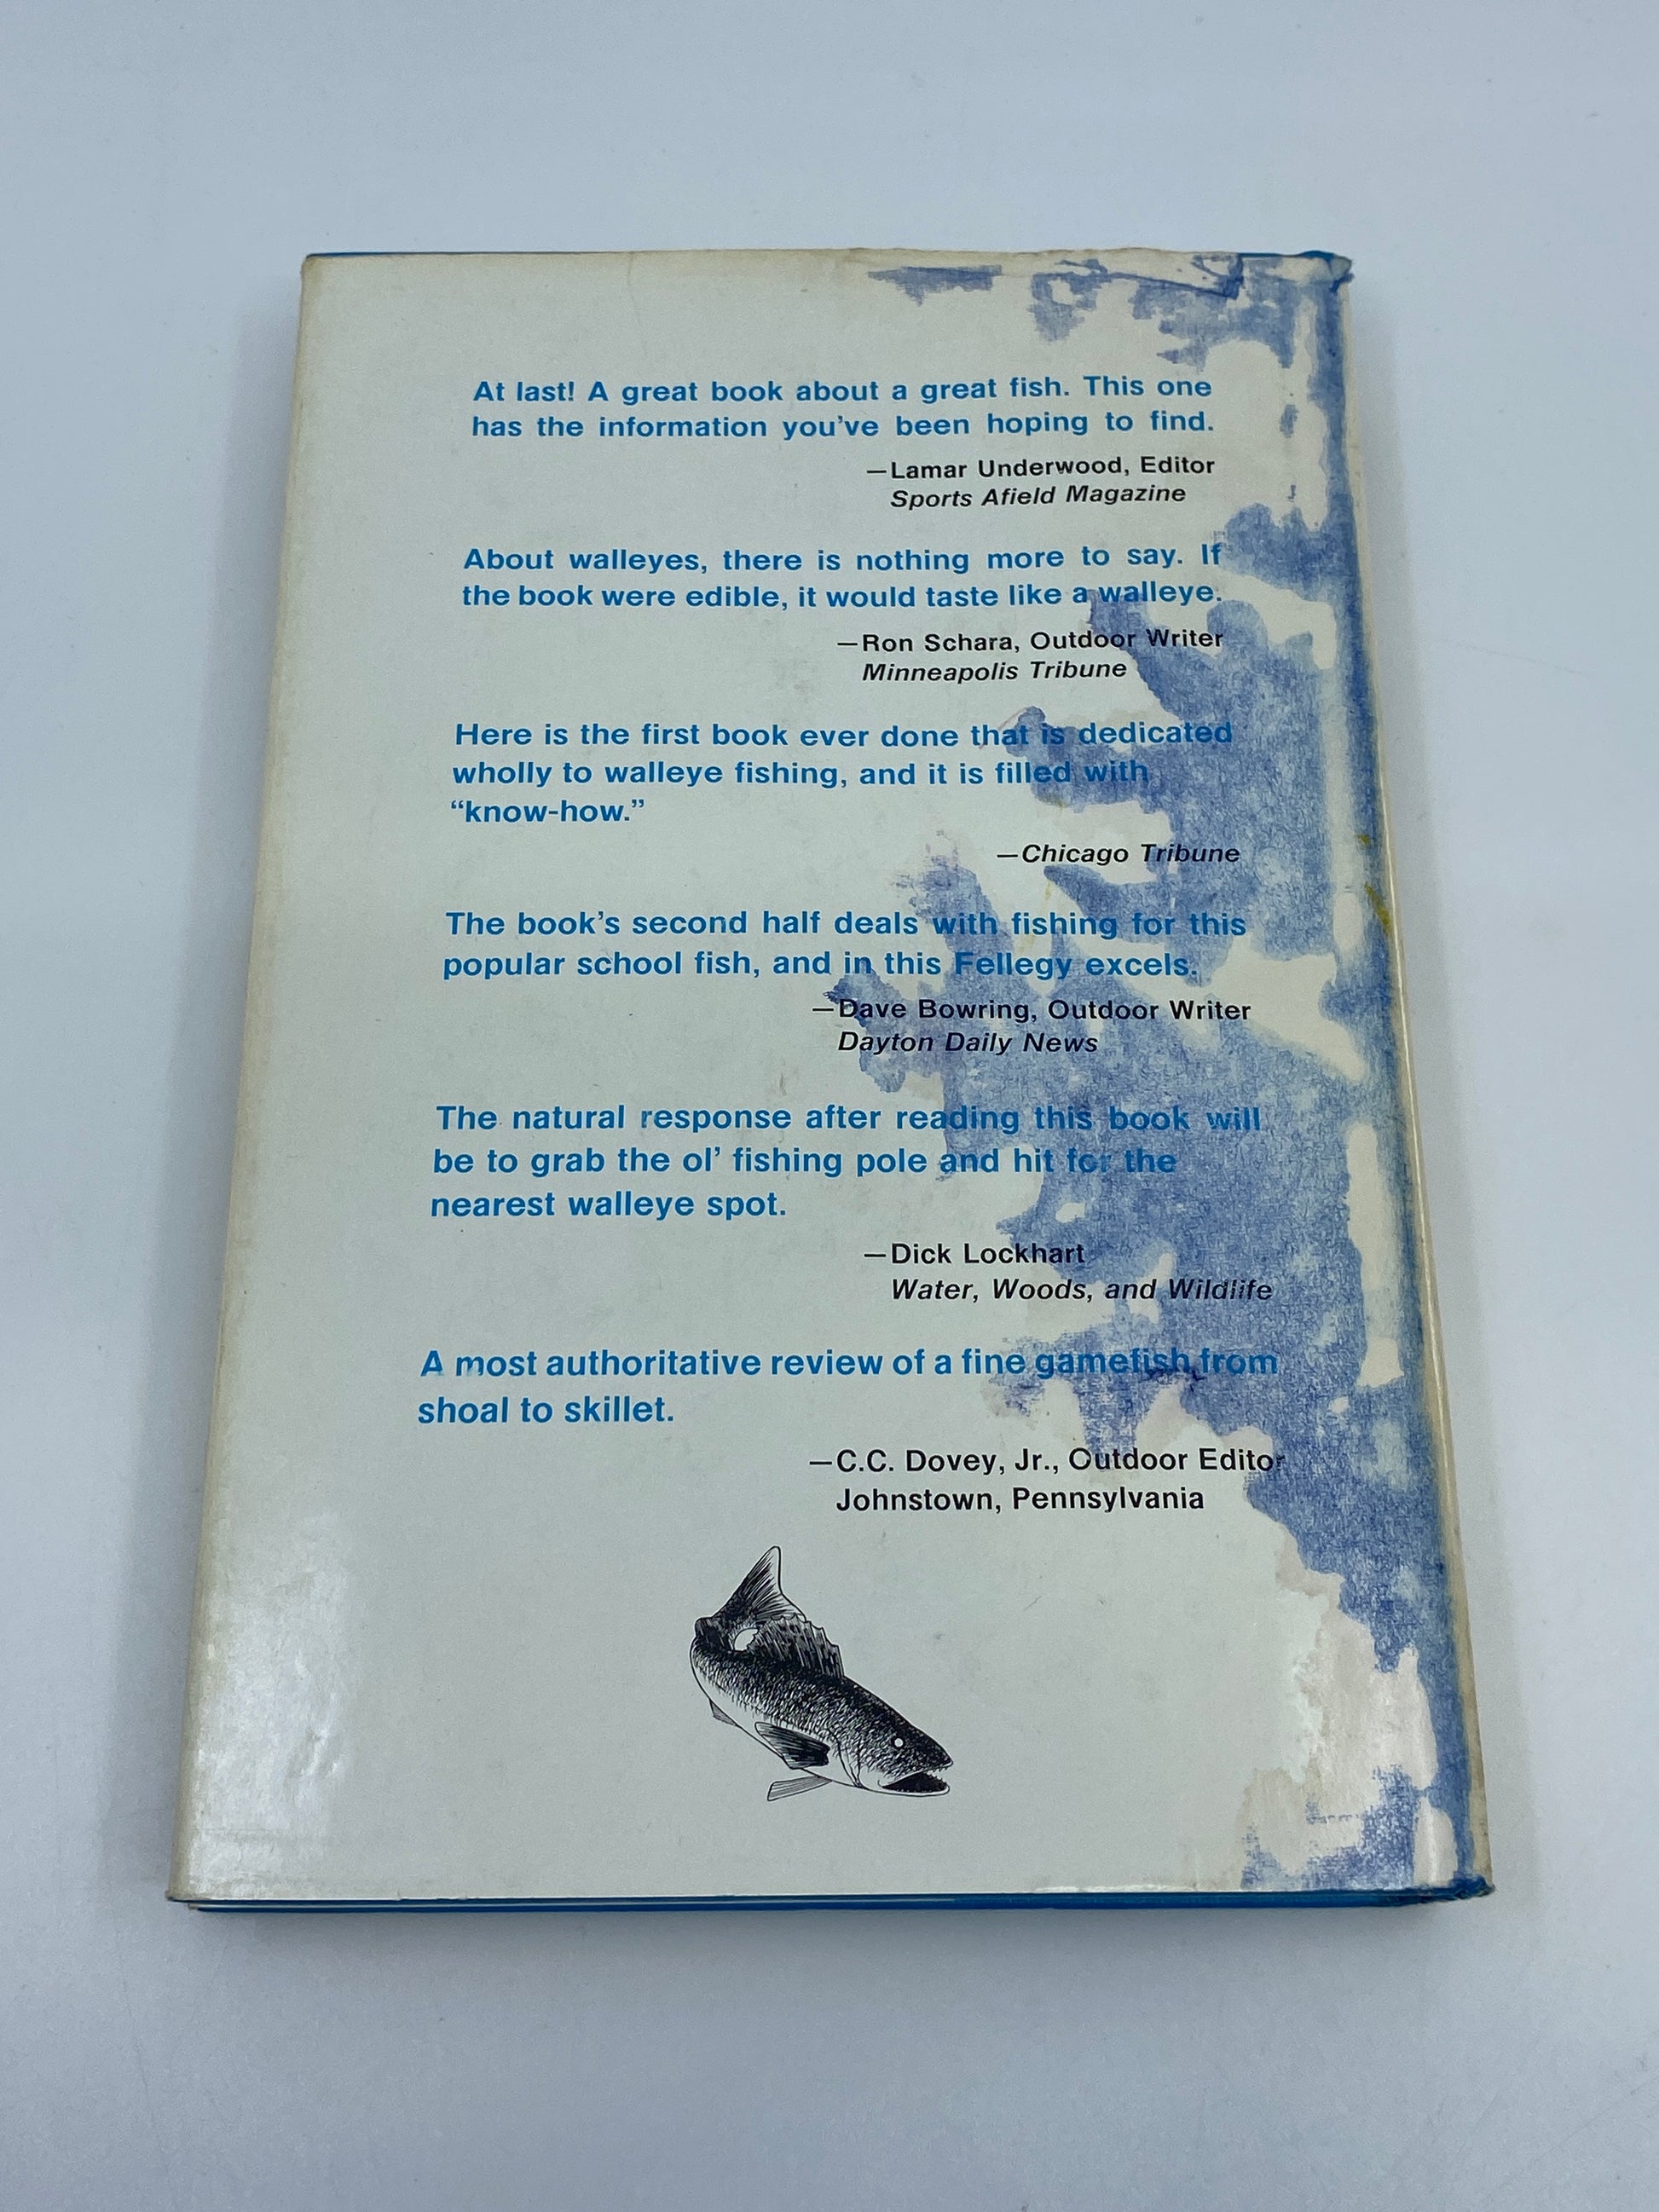 At last! A great book about a great fish. This one
has the information you've been hoping to find.
—Lamar Underwood, Editor
Sports Afield Magazine
About walleyes, there is nothing more to say. If
the book were edible, it would taste like a walleye.
—Ron Schara, Outdoor Writer
Minneapolis Tribune
Here is the first book ever done that is dedicated
wholly to walleye fishing, and it is filled with
“know-how.”
—Chicago Tribune
The book’s second half deals with fishing for this
popular school fish, and in this Fellegy excels.
—Dave Bowring, Outdoor Writer
Dayton Daily News
The natural response after reading this book will
be to grab the ol’ fishing pole and hit for the
nearest walleye spot.
—Dick Lockhart
Water, Woods, and Wildlife
A most authoritative review of a fine gamefish from
shoal to skillet.
—C.C. Dovey, Jr., Outdoor Editor
Johnstown, Pennsylvania